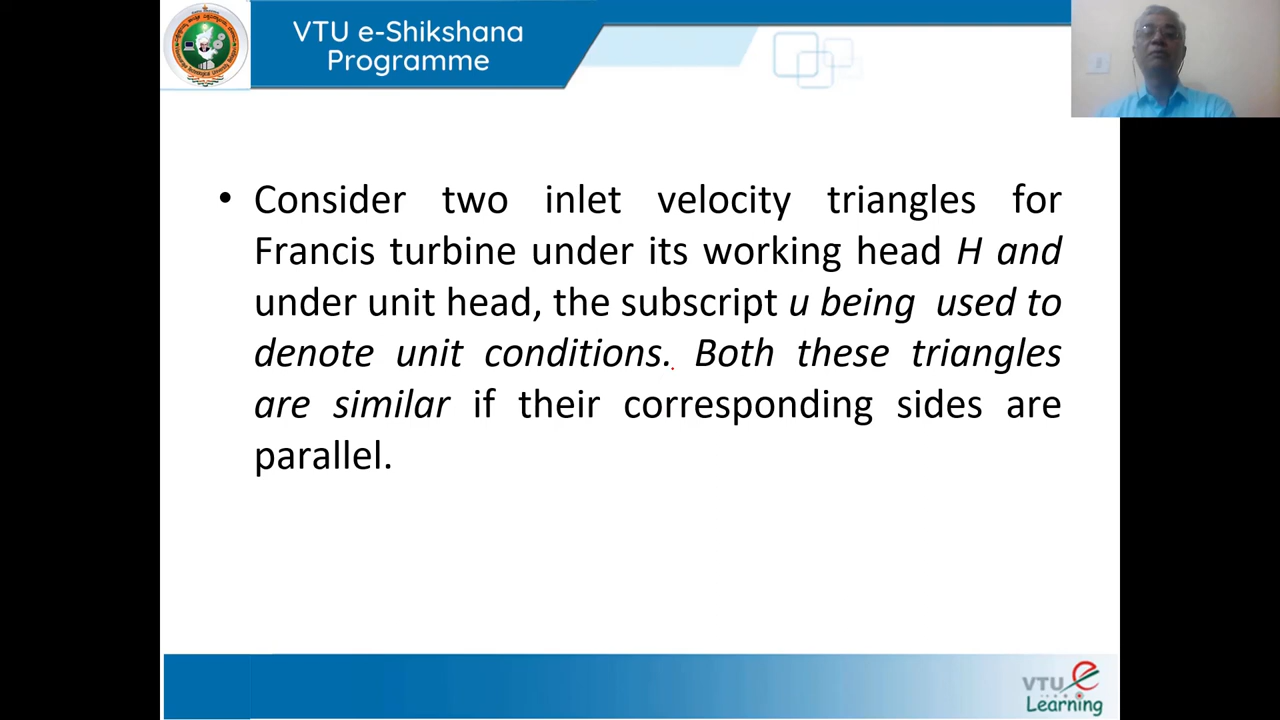 VTU e-Shikshana
Programme
• Consider two inlet velocity triangles for
Francis turbine under its working head H and
under unit head, the subscript u being used to
denote unit conditions. Both these triangles
are similar if their corresponding sides are
parallel.
VTU e
Learning